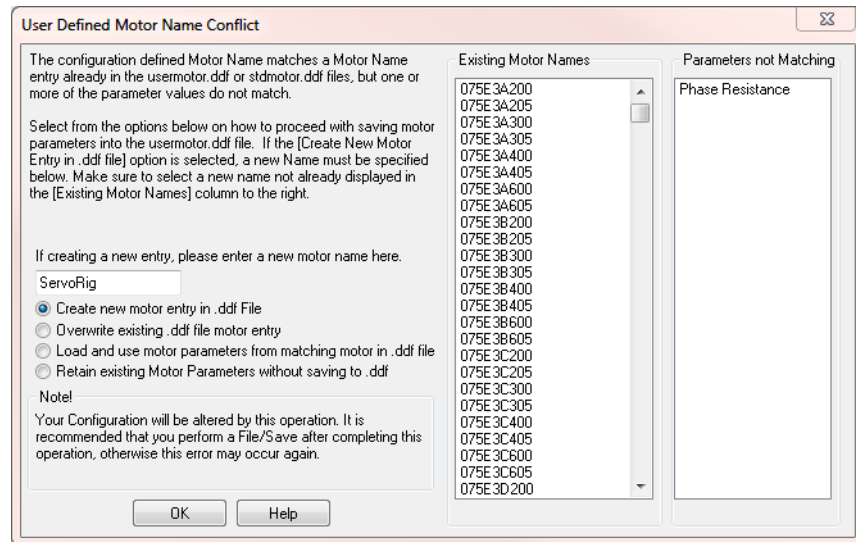 User Defined Motor Name Conflict
The configuration defined Motor Name matches a Motor Name
entry already in the usermotor.ddf or stdmotor.ddf files, but one or
more of the parameter values do not match.
Select from the options below on how to proceed with saving motor
parameters into the usermotor.ddf file. If the [Create New Motor
Entry in .ddf file] option is selected, a new Name must be specified
below. Make sure to select a new name not already displayed in
the [Existing Motor Names] column to the right.
If creating a new entry, please enter a new motor name here.
ServoRig
Create new motor entry in .ddf File
Overwrite existing .ddf file motor entry
Load and use motor parameters from matching motor in .ddf file
Retain existing Motor Parameters without saving to .ddf
Note!
Your Configuration will be altered by this operation. It is
recommended that you perform a File/Save after completing this
operation, otherwise this error may occur again.
OK
Help
Existing Motor Names
075E3A200
075E3A205
075E3A300
075E3A305
075E3A400
075E3A405
075E3A600
075E3A605
075E3B200
075E3B205
075E3B300
075E3B305
075E3B400
075E3B405
075E3B600
075E3B605
075E3C200
075E3C205
075E3C300
075E3C305
075E3C400
075E3C405
075E3C600
075E3C605
075E3D200
Parameters not Matching
Phase Resistance